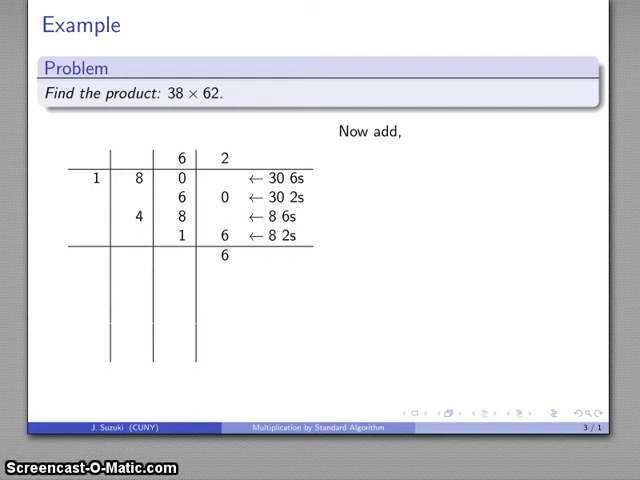 Example
Problem
Find the product: 38 × 62.
Now add,
6 2
1 8 0 ← 30 6s
6 0 ← 30 2s
4 8 ← 8 6s
1 6 ← 8 2s
6
J. Suzuki (CUNY) Multiplication by Standard Algorithm 3 / 1
Screencast-O-Matic.com